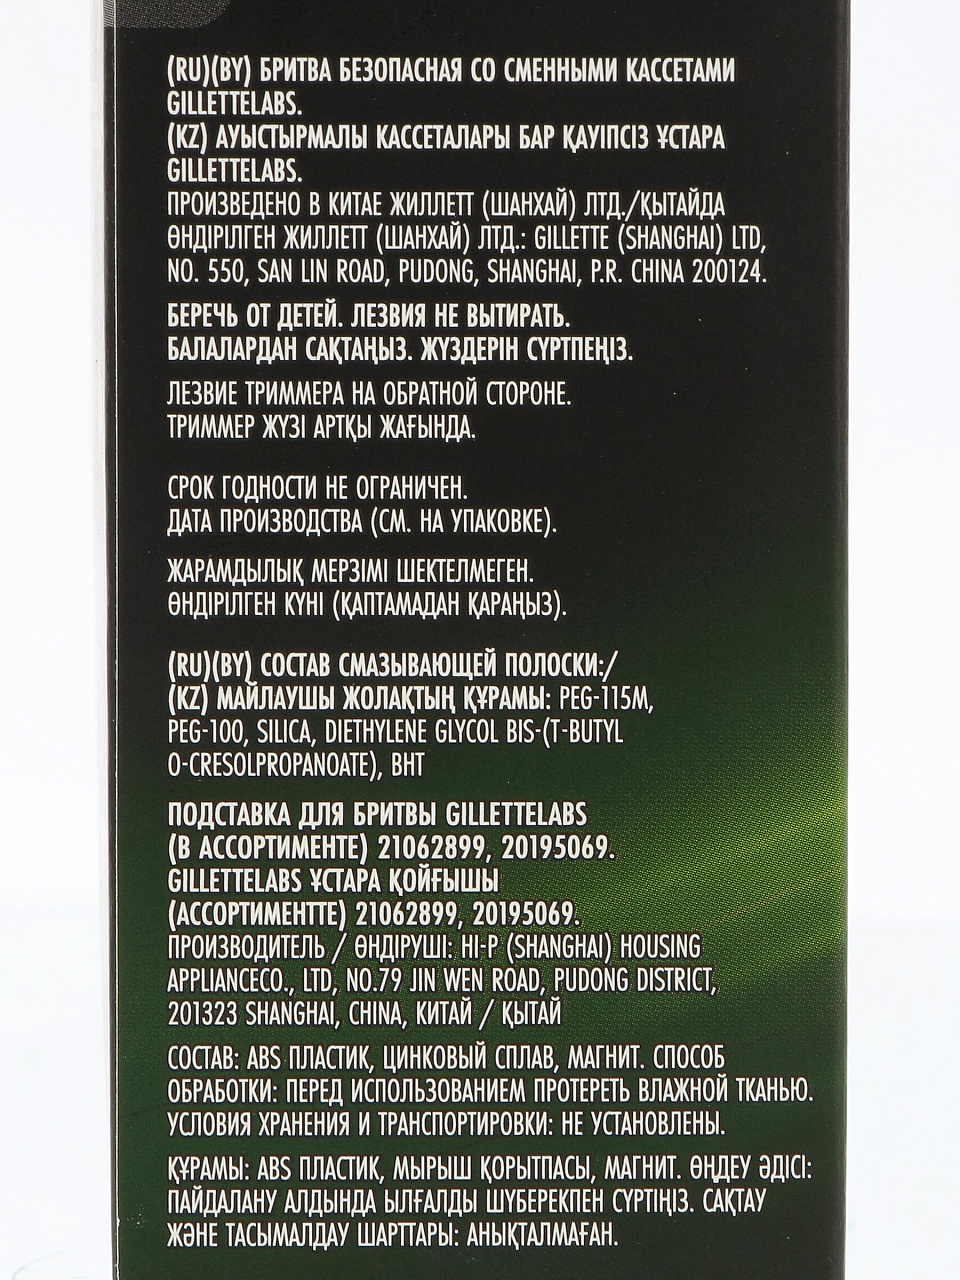 (RU)(BY) БРИТВА БЕЗОПАСНАЯ СО СМЕННЫМИ КАССЕТАМИ
GILLETTELABS.
(KZ) АУЫСТЫРМАЛЫ КАССЕТАЛАРЫ БАР ҚАУІПСІЗ ҰСТАРА
GILLETTELABS.
ПРОИЗВЕДЕНО В КИТАЕ ЖИЛЛЕТТ (ШАНХАЙ) ЛТД./ҚЫТАЙДА
ӨНДІРІЛГЕН ЖИЛЛЕТТ (ШАНХАЙ) ЛТД.: GILLETTE (SHANGHAI) LTD,
NO. 550, SAN LIN ROAD, PUDONG, SHANGHAI, P.R. CHINA 200124.
БЕРЕЧЬ ОТ ДЕТЕЙ. ЛЕЗВИЯ НЕ ВЫТИРАТЬ.
БАЛАЛАРДАН САҚТАҢЫЗ. ЖҮЗДЕРІН СҮРТПЕҢІЗ.
ЛЕЗВИЕ ТРИММЕРА НА ОБРАТНОЙ СТОРОНЕ.
ТРИММЕР ЖҮЗІ АРТҚЫ ЖАҒЫНДА.
СРОК ГОДНОСТИ НЕ ОГРАНИЧЕН.
ДАТА ПРОИЗВОДСТВА (СМ. НА УПАКОВКЕ).
ЖАРАМДЫЛЫҚ МЕРЗІМІ ШЕКТЕЛМЕГЕН.
ӨНДІРІЛГЕН КҮНІ (ҚАПТАМАДАН ҚАРАҢЫЗ).
(RU)(BY) СОСТАВ СМАЗЫВАЮЩЕЙ ПОЛОСКИ:/
(KZ) МАЙЛАУШЫ ЖОЛАҚТЫҢ ҚҰРАМЫ: PEG-115M,
PEG-100, SILICA, DIETHYLENE GLYCOL BIS-(T-BUTYL
O-CRESOLPROPANOATE), BHT
ПОДСТАВКА ДЛЯ БРИТВЫ GILLETTELABS
(В АССОРТИМЕНТЕ) 21062899, 20195069.
GILLETTELABS ҰСТАРА ҚОЙҒЫШЫ
(АССОРТИМЕНТТЕ) 21062899, 20195069.
ПРОИЗВОДИТЕЛЬ / ӨНДІРУШІ: HI-P (SHANGHAI) HOUSING
APPLIANCECO., LTD, NO.79 JIN WEN ROAD, PUDONG DISTRICT,
201323 SHANGHAI, CHINA, КИТАЙ / ҚЫТАЙ
СОСТАВ: ABS ПЛАСТИК, ЦИНКОВЫЙ СПЛАВ, МАГНИТ. СПОСОБ
ОБРАБОТКИ: ПЕРЕД ИСПОЛЬЗОВАНИЕМ ПРОТЕРЕТЬ ВЛАЖНОЙ ТКАНЬЮ.
УСЛОВИЯ ХРАНЕНИЯ И ТРАНСПОРТИРОВКИ: НЕ УСТАНОВЛЕНЫ.
ҚҰРАМЫ: ABS ПЛАСТИК, МЫРЫШ ҚОРЫТПАСЫ, МАГНИТ. ӨҢДЕУ ӘДІСІ:
ПАЙДАЛАНУ АЛДЫНДА ЫЛҒАЛДЫ ШҮБЕРЕКПЕН СҮРТІҢІЗ. САҚТАУ
ЖӘНЕ ТАСЫМАЛДАУ ШАРТТАРЫ: АНЫҚТАЛМАҒАН.